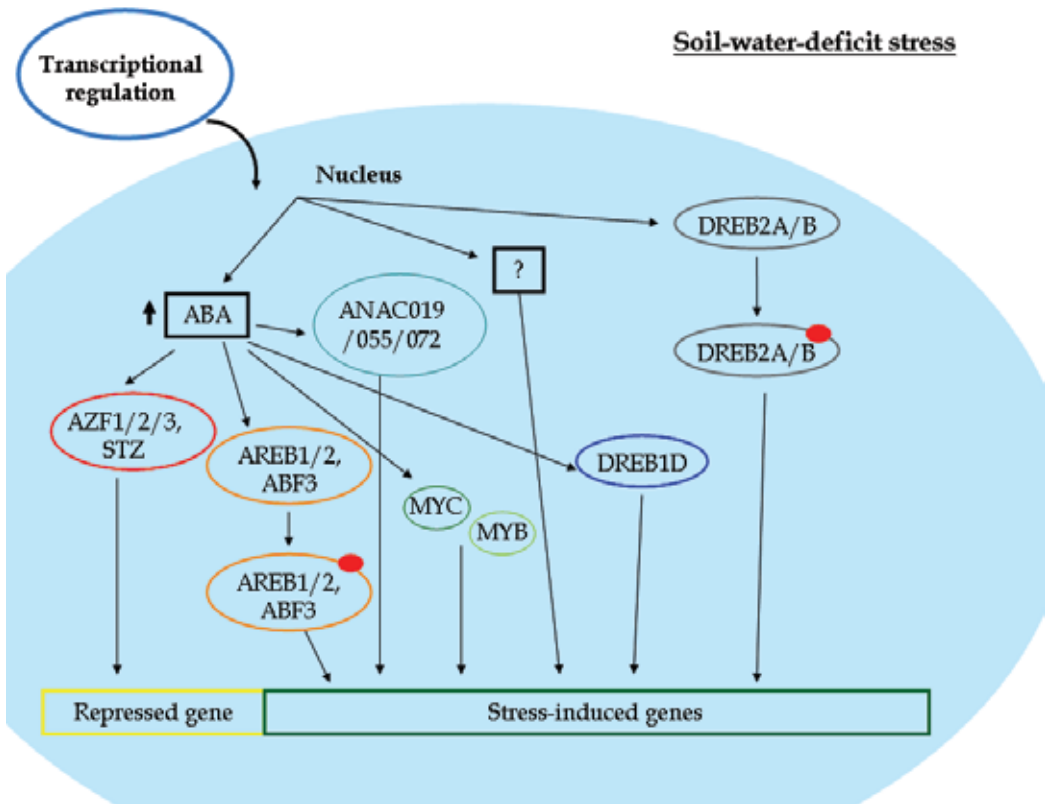 Soil-water-deficit stress
Transcriptional
regulation
Nucleus
DREB2A/B
?
ABA
ANAC019
/055/072
DREB2A/B
AZF1/2/3,
STZ
AREB1/2,
ABF3
DREB1D
MYC
MYB
AREB1/2,
ABF3
Repressed gene
Stress-induced genes